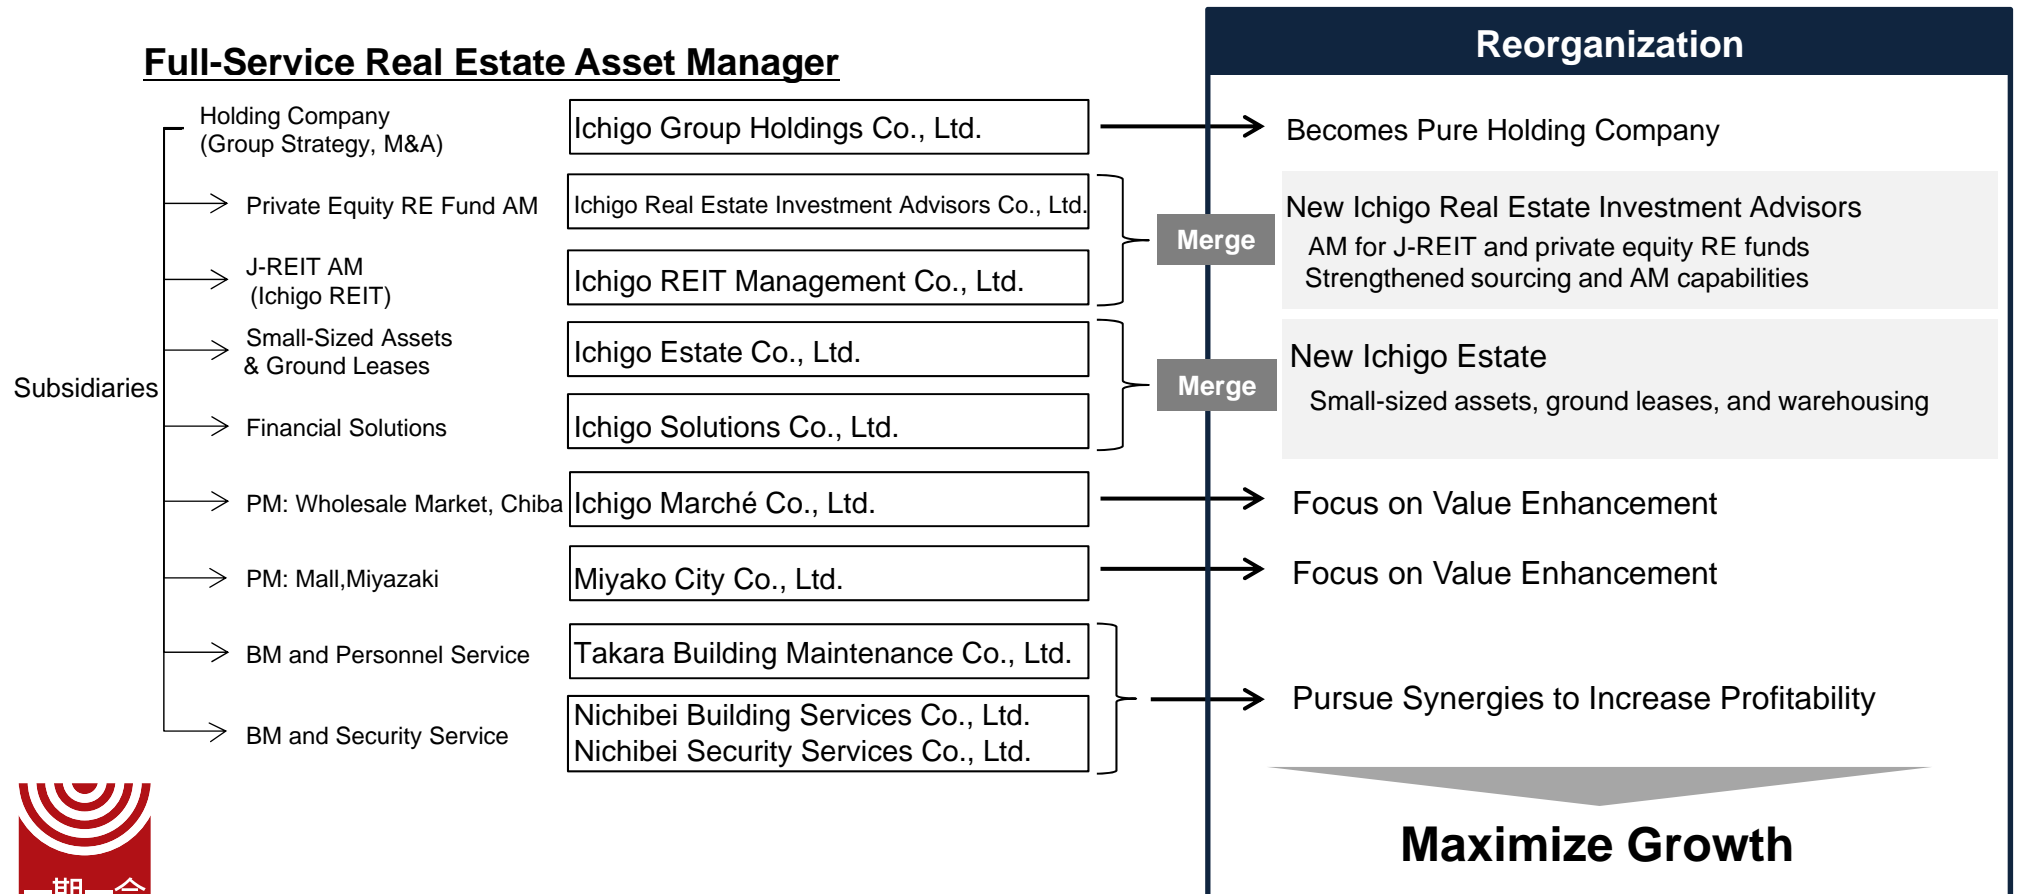 Full-Service Real Estate Asset Manager
Reorganization
Holding Company
(Group Strategy, M&A)
Ichigo Group Holdings Co., Ltd.
Becomes Pure Holding Company
Private Equity RE Fund AM
Ichigo Real Estate Investment Advisors Co., Ltd.
J-REIT AM
(Ichigo REIT)
Ichigo REIT Management Co., Ltd.
Merge
New Ichigo Real Estate Investment Advisors
AM for J-REIT and private equity RE funds
Strengthened sourcing and AM capabilities
Small-Sized Assets
& Ground Leases
Ichigo Estate Co., Ltd.
Subsidiaries
Financial Solutions
Ichigo Solutions Co., Ltd.
Merge
New Ichigo Estate
Small-sized assets, ground leases, and warehousing
PM: Wholesale Market, Chiba
Ichigo Marché Co., Ltd.
Focus on Value Enhancement
PM: Mall,Miyazaki
Miyako City Co., Ltd.
Focus on Value Enhancement
BM and Personnel Service
Takara Building Maintenance Co., Ltd.
BM and Security Service
Nichibei Building Services Co., Ltd.
Nichibei Security Services Co., Ltd.
Pursue Synergies to Increase Profitability
Maximize Growth
一期一会